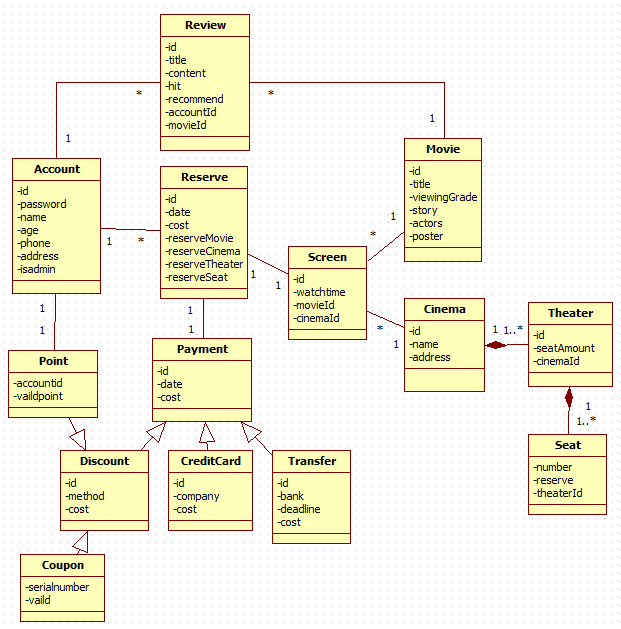 Review
-id
-title
-content
-hit
-recommend
-accountId
-movieId
*
*
1
1
Account
-id
-password
-name
-age
-phone
-address
-isadmin
Reserve
-id
-date
-cost
-reserveMovie
-reserveCinema
-reserveTheater
-reserveSeat
Movie
-id
-title
-viewingGrade
-story
-actors
-poster
1
*
1
*
1
1
Screen
-id
-watchtime
-movieId
-cinemaId
*
1
Cinema
-id
-name
-address
1
1..*
Theater
-id
-seatAmount
-cinemaId
1
1
1
1
Point
-accountid
-vaildpoint
Payment
-id
-date
-cost
1
1..*
Seat
-number
-reserve
-theaterId
Discount
-id
-method
-cost
CreditCard
-id
-company
-cost
Transfer
-id
-bank
-deadline
-cost
Coupon
-serialnumber
-vaild